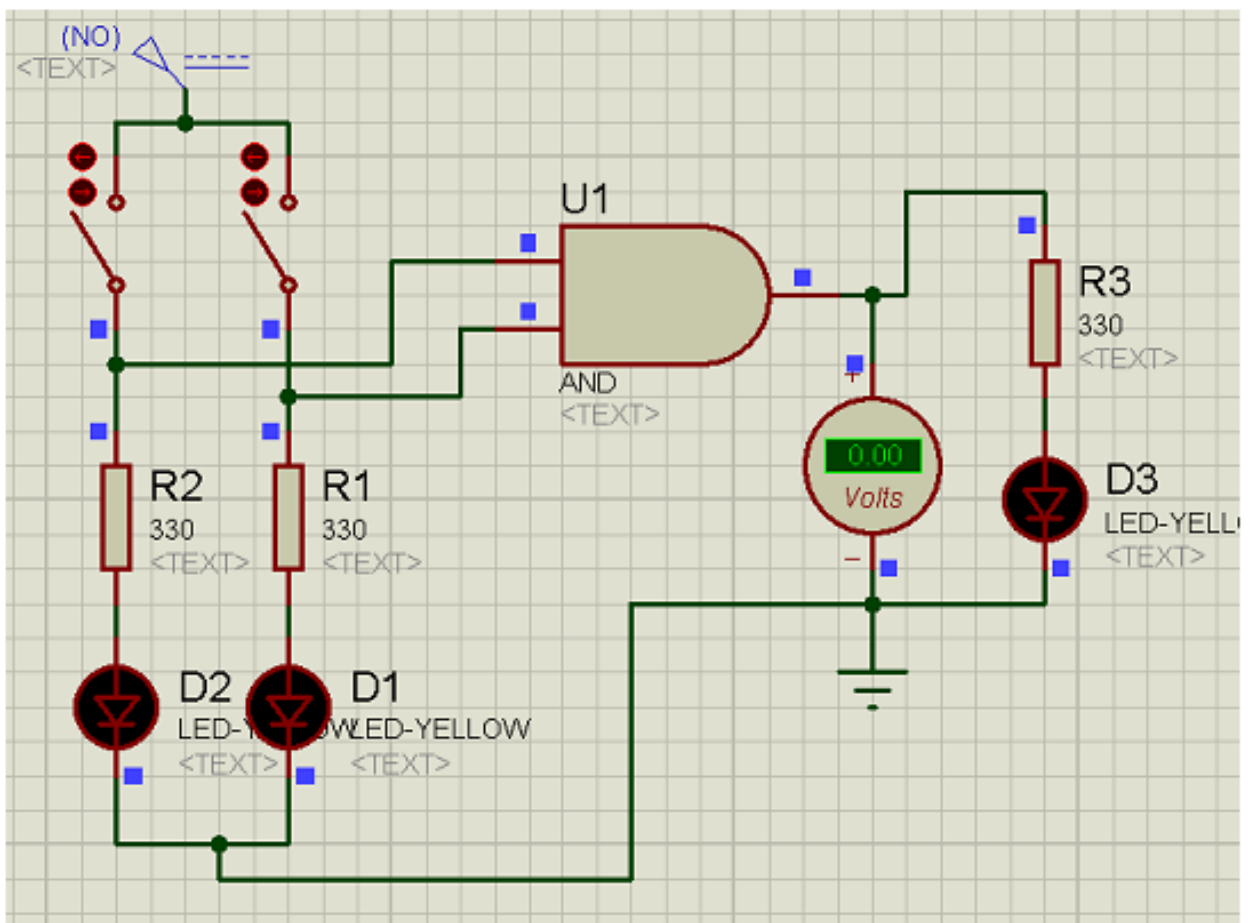 (NO)
<TEXT>
U1
AND
<TEXT>
R3
330
<TEXT>
+
0.00
Volts
−
R2
330
<TEXT>
R1
330
<TEXT>
D3
<TEXT>
D2
<TEXT>
D1
LED-YELLOW
<TEXT>